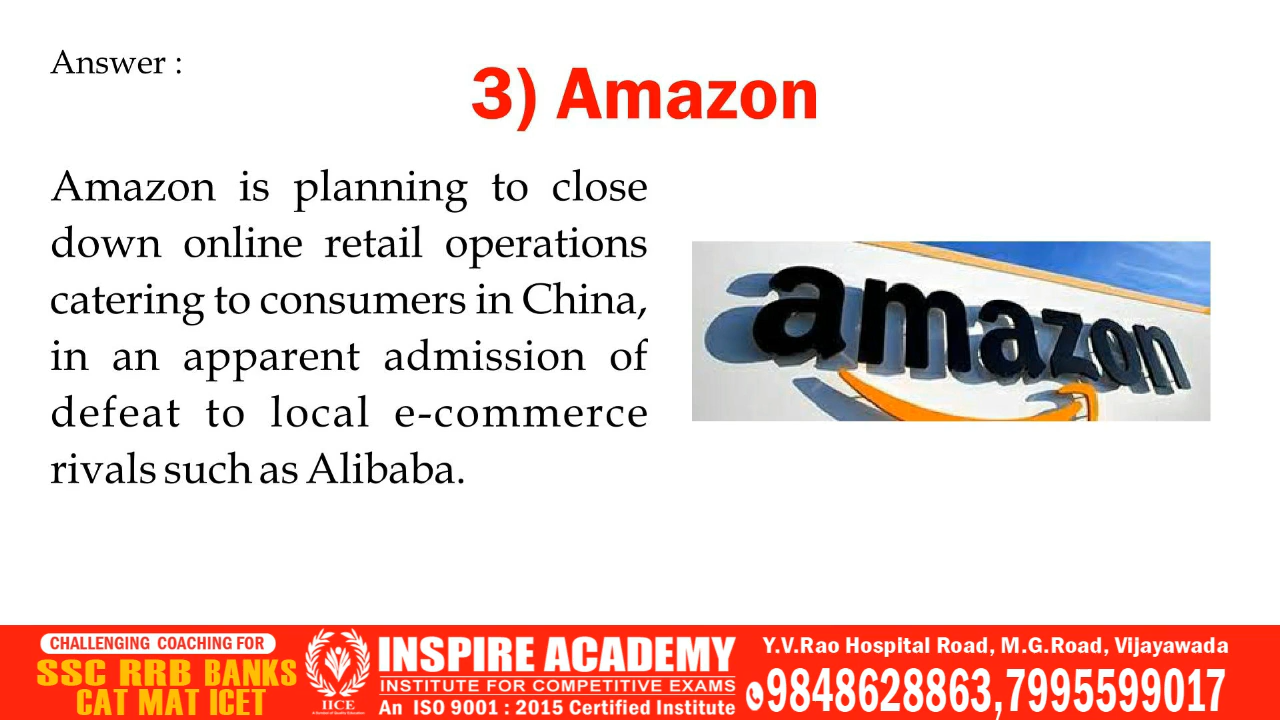 Answer :
3) Amazon
Amazon is planning to close
down online retail operations
catering to consumers in China,
in an apparent admission of
defeat to local e-commerce
rivals such as Alibaba.
amazon
CHALLENGING COACHING FOR
SSC RRB BANKS
CAT MAT ICET
IICE
INSPIRE ACADEMY
INSTITUTE FOR COMPETITIVE EXAMS
An ISO 9001 : 2015 Certified Institute
Y.V.Rao Hospital Road, M.G.Road, Vijayawada
9848628863,7995599017